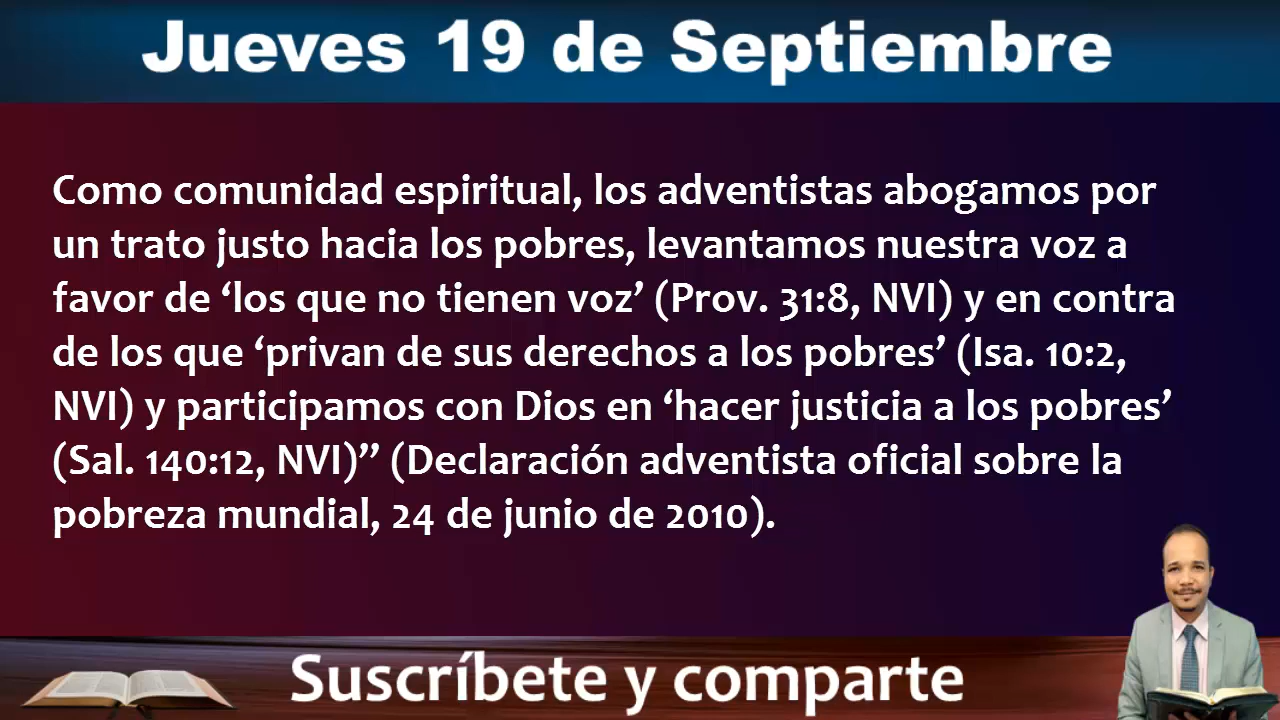 Jueves 19 de Septiembre
Como comunidad espiritual, los adventistas abogamos por
un trato justo hacia los pobres, levantamos nuestra voz a
favor de ‘los que no tienen voz’ (Prov. 31:8, NVI) y en contra
de los que ‘privan de sus derechos a los pobres’ (Isa. 10:2,
NVI) y participamos con Dios en ‘hacer justicia a los pobres’
(Sal. 140:12, NVI)” (Declaración adventista oficial sobre la
pobreza mundial, 24 de junio de 2010).
Suscríbete y comparte